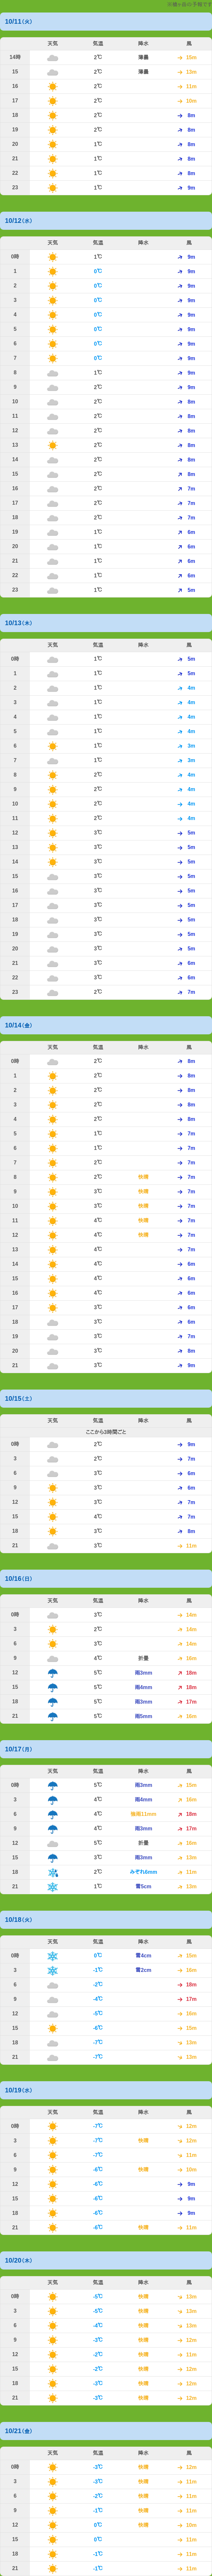 10/11(火)
天気 気温 降水 風
14時 2℃ 薄曇 15m
15 2℃ 薄曇 13m
16 2℃ 11m
17 2℃ 10m
18 2℃ 8m
19 2℃ 8m
20 1℃ 8m
21 1℃ 8m
22 1℃ 8m
23 1℃ 9m
10/12(水)
天気 気温 降水 風
0時 1℃ 9m
1 0℃ 9m
2 0℃ 9m
3 0℃ 9m
4 0℃ 9m
5 0℃ 9m
6 0℃ 9m
7 0℃ 9m
8 1℃ 9m
9 2℃ 9m
10 2℃ 8m
11 2℃ 8m
12 2℃ 8m
13 2℃ 8m
14 2℃ 8m
15 2℃ 8m
16 2℃ 7m
17 2℃ 7m
18 2℃ 7m
19 1℃ 6m
20 1℃ 6m
21 1℃ 6m
22 1℃ 6m
23 1℃ 5m
10/13(木)
天気 気温 降水 風
0時 1℃ 5m
1 1℃ 5m
2 1℃ 4m
3 1℃ 4m
4 1℃ 4m
5 1℃ 4m
6 1℃ 3m
7 1℃ 3m
8 2℃ 4m
9 2℃ 4m
10 2℃ 4m
11 2℃ 4m
12 3℃ 5m
13 3℃ 5m
14 3℃ 5m
15 3℃ 5m
16 3℃ 5m
17 3℃ 5m
18 3℃ 5m
19 3℃ 5m
20 3℃ 5m
21 3℃ 6m
22 3℃ 6m
23 2℃ 7m
10/14(金)
天気 気温 降水 風
0時 2℃ 8m
1 2℃ 8m
2 2℃ 8m
3 2℃ 8m
4 2℃ 8m
5 1℃ 7m
6 1℃ 7m
7 2℃ 7m
8 2℃ 快晴 7m
9 3℃ 快晴 7m
10 3℃ 快晴 7m
11 4℃ 快晴 7m
12 4℃ 快晴 7m
13 4℃ 7m
14 4℃ 6m
15 4℃ 6m
16 4℃ 6m
17 3℃ 6m
18 3℃ 6m
19 3℃ 7m
20 3℃ 8m
21 3℃ 9m
10/15(土)
天気 気温 降水 風
ここから3時間ごと
0時 2℃ 9m
3 2℃ 7m
6 3℃ 6m
9 3℃ 6m
12 3℃ 7m
15 4℃ 7m
18 3℃ 8m
21 3℃ 11m
10/16(日)
天気 気温 降水 風
0時 3℃ 14m
3 2℃ 14m
6 3℃ 14m
9 4℃ 折曇 16m
12 5℃ 雨3mm 18m
15 5℃ 雨4mm 18m
18 5℃ 雨3mm 17m
21 5℃ 雨5mm 16m
10/17(月)
天気 気温 降水 風
0時 5℃ 雨3mm 15m
3 4℃ 雨4mm 16m
6 4℃ 強雨11mm 18m
9 4℃ 雨3mm 17m
12 5℃ 折曇 16m
15 3℃ 雨3mm 13m
18 2℃ みぞれ6mm 11m
21 1℃ 雪5cm 13m
10/18(火)
天気 気温 降水 風
0時 0℃ 雪4cm 15m
3 -1℃ 雪2cm 16m
6 -2℃ 18m
9 -4℃ 17m
12 -5℃ 16m
15 -6℃ 15m
18 -7℃ 13m
21 -7℃ 13m
10/19(水)
天気 気温 降水 風
0時 -7℃ 12m
3 -7℃ 快晴 12m
6 -7℃ 11m
9 -6℃ 快晴 10m
12 -6℃ 9m
15 -6℃ 9m
18 -6℃ 9m
21 -6℃ 快晴 11m
10/20(木)
天気 気温 降水 風
0時 -5℃ 快晴 13m
3 -5℃ 快晴 13m
6 -4℃ 快晴 13m
9 -3℃ 快晴 12m
12 -2℃ 快晴 11m
15 -2℃ 快晴 12m
18 -3℃ 快晴 12m
21 -3℃ 快晴 12m
10/21(金)
天気 気温 降水 風
0時 -3℃ 快晴 12m
3 -3℃ 快晴 11m
6 -2℃ 快晴 11m
9 -1℃ 快晴 11m
12 0℃ 快晴 10m
15 0℃ 11m
18 -1℃ 11m
21 -1℃ 11m